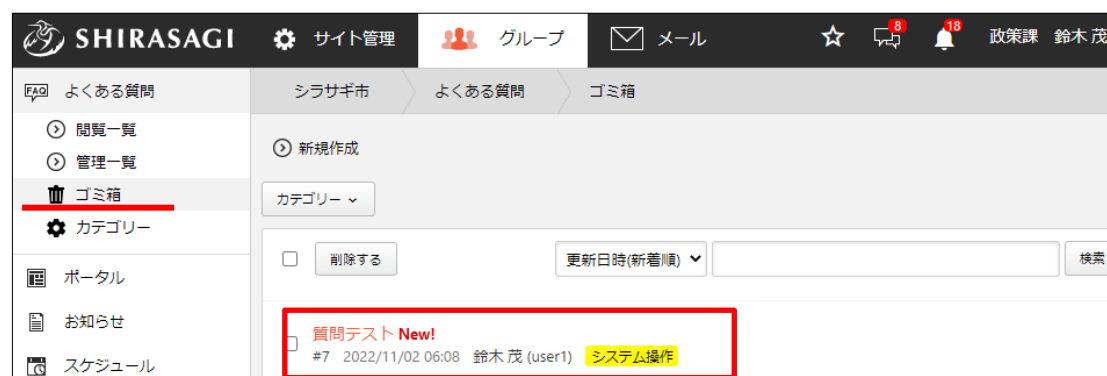 SHIRASAGI サイト管理 グループ メール 8 18 政策課 鈴木 茂
FAQ よくある質問
シラサギ市 よくある質問 ゴミ箱
閲覧一覧
管理一覧
ゴミ箱
カテゴリー
ポータル
お知らせ
スケジュール
新規作成
カテゴリー
削除する 更新日時(新着順) 検索
質問テスト New!
#7 2022/11/02 06:08 鈴木 茂 (user1) システム操作